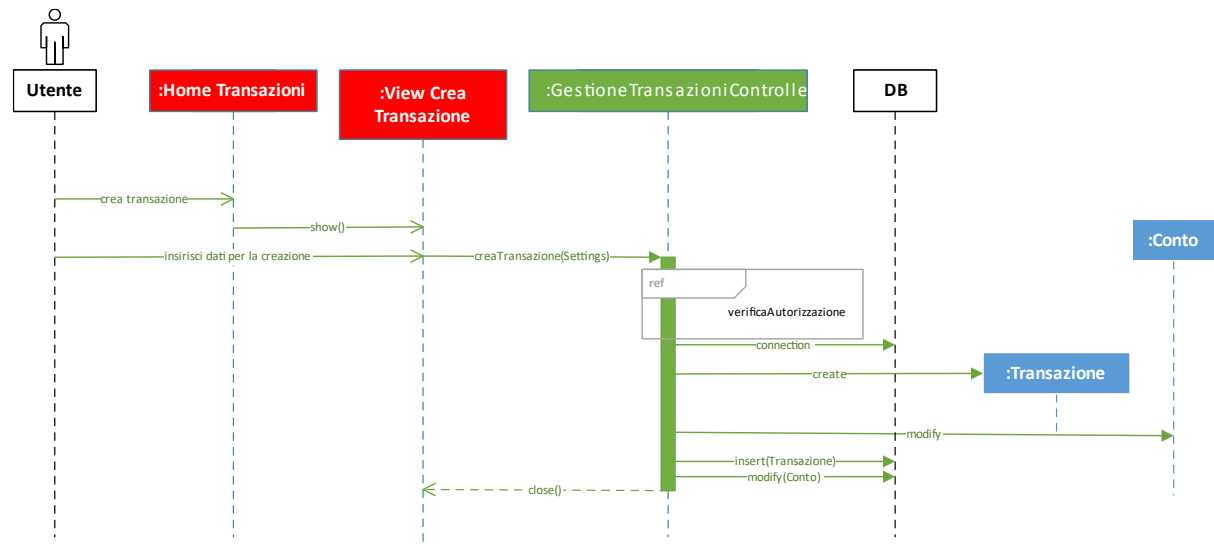 Utente
:Home Transazioni
:View Crea
Transazione
:GestioneTransazioniControlle
DB
crea transazione
show()
:Conto
insirisci dati per la creazione
creaTransazione(Settings)
ref
verificaAutorizzazione
connection
create
:Transazione
modify
insert(Transazione)
modify(Conto)
close()